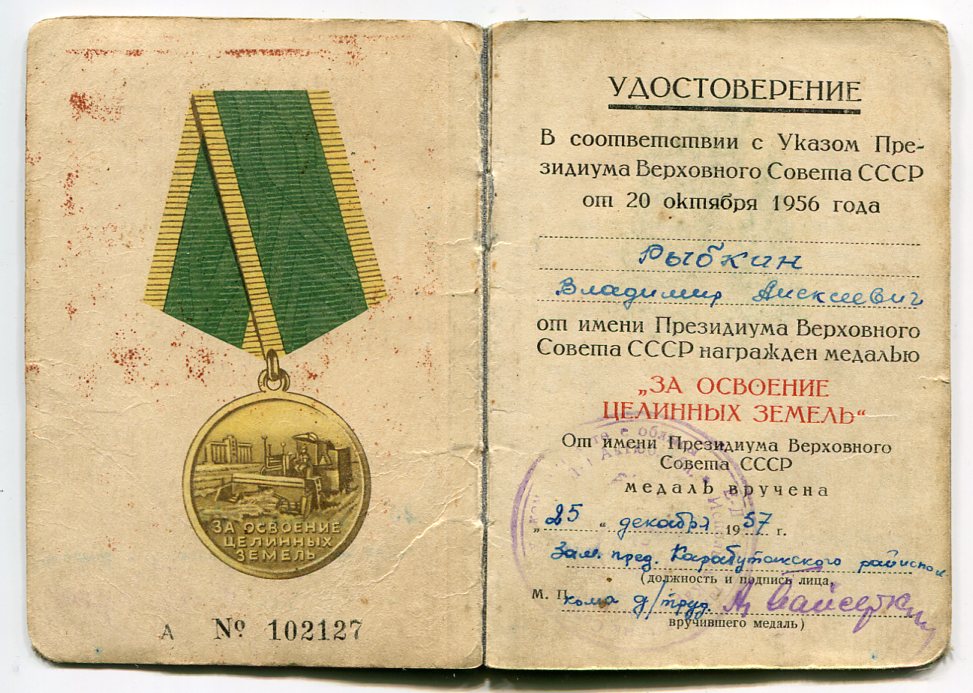 ЗА ОСВОЕНИЕ
ЦЕЛИННЫХ
ЗЕМЕЛЬ
А № 102127
УДОСТОВЕРЕНИЕ
В соответствии с Указом Пре-
зидиума Верховного Совета СССР
от 20 октября 1956 года
Рыбкин
Владимир Алексеевич
от имени Президиума Верховного
Совета СССР награжден медалью
„ЗА ОСВОЕНИЕ
ЦЕЛИННЫХ ЗЕМЕЛЬ“
От имени Президиума Верховного
Совета СССР
медаль вручена
„25“ декабря 1957 г.
Зам. пред. Карабутакского райиспол
(должность и подпись лица,
М. П. кома д/труд.
вручившего медаль)